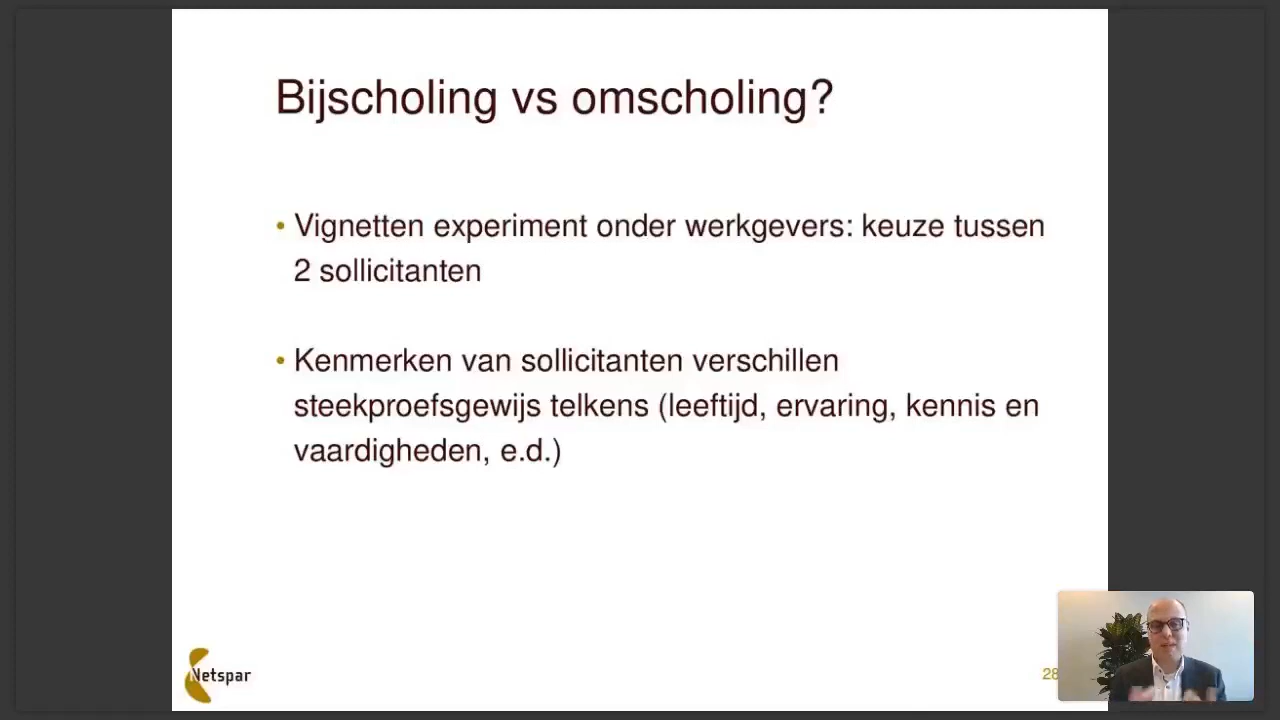 Bijscholing vs omscholing?
• Vignetten experiment onder werkgevers: keuze tussen
2 sollicitanten
• Kenmerken van sollicitanten verschillen
steekproefsgewijs telkens (leeftijd, ervaring, kennis en
vaardigheden, e.d.)
Netspar
28